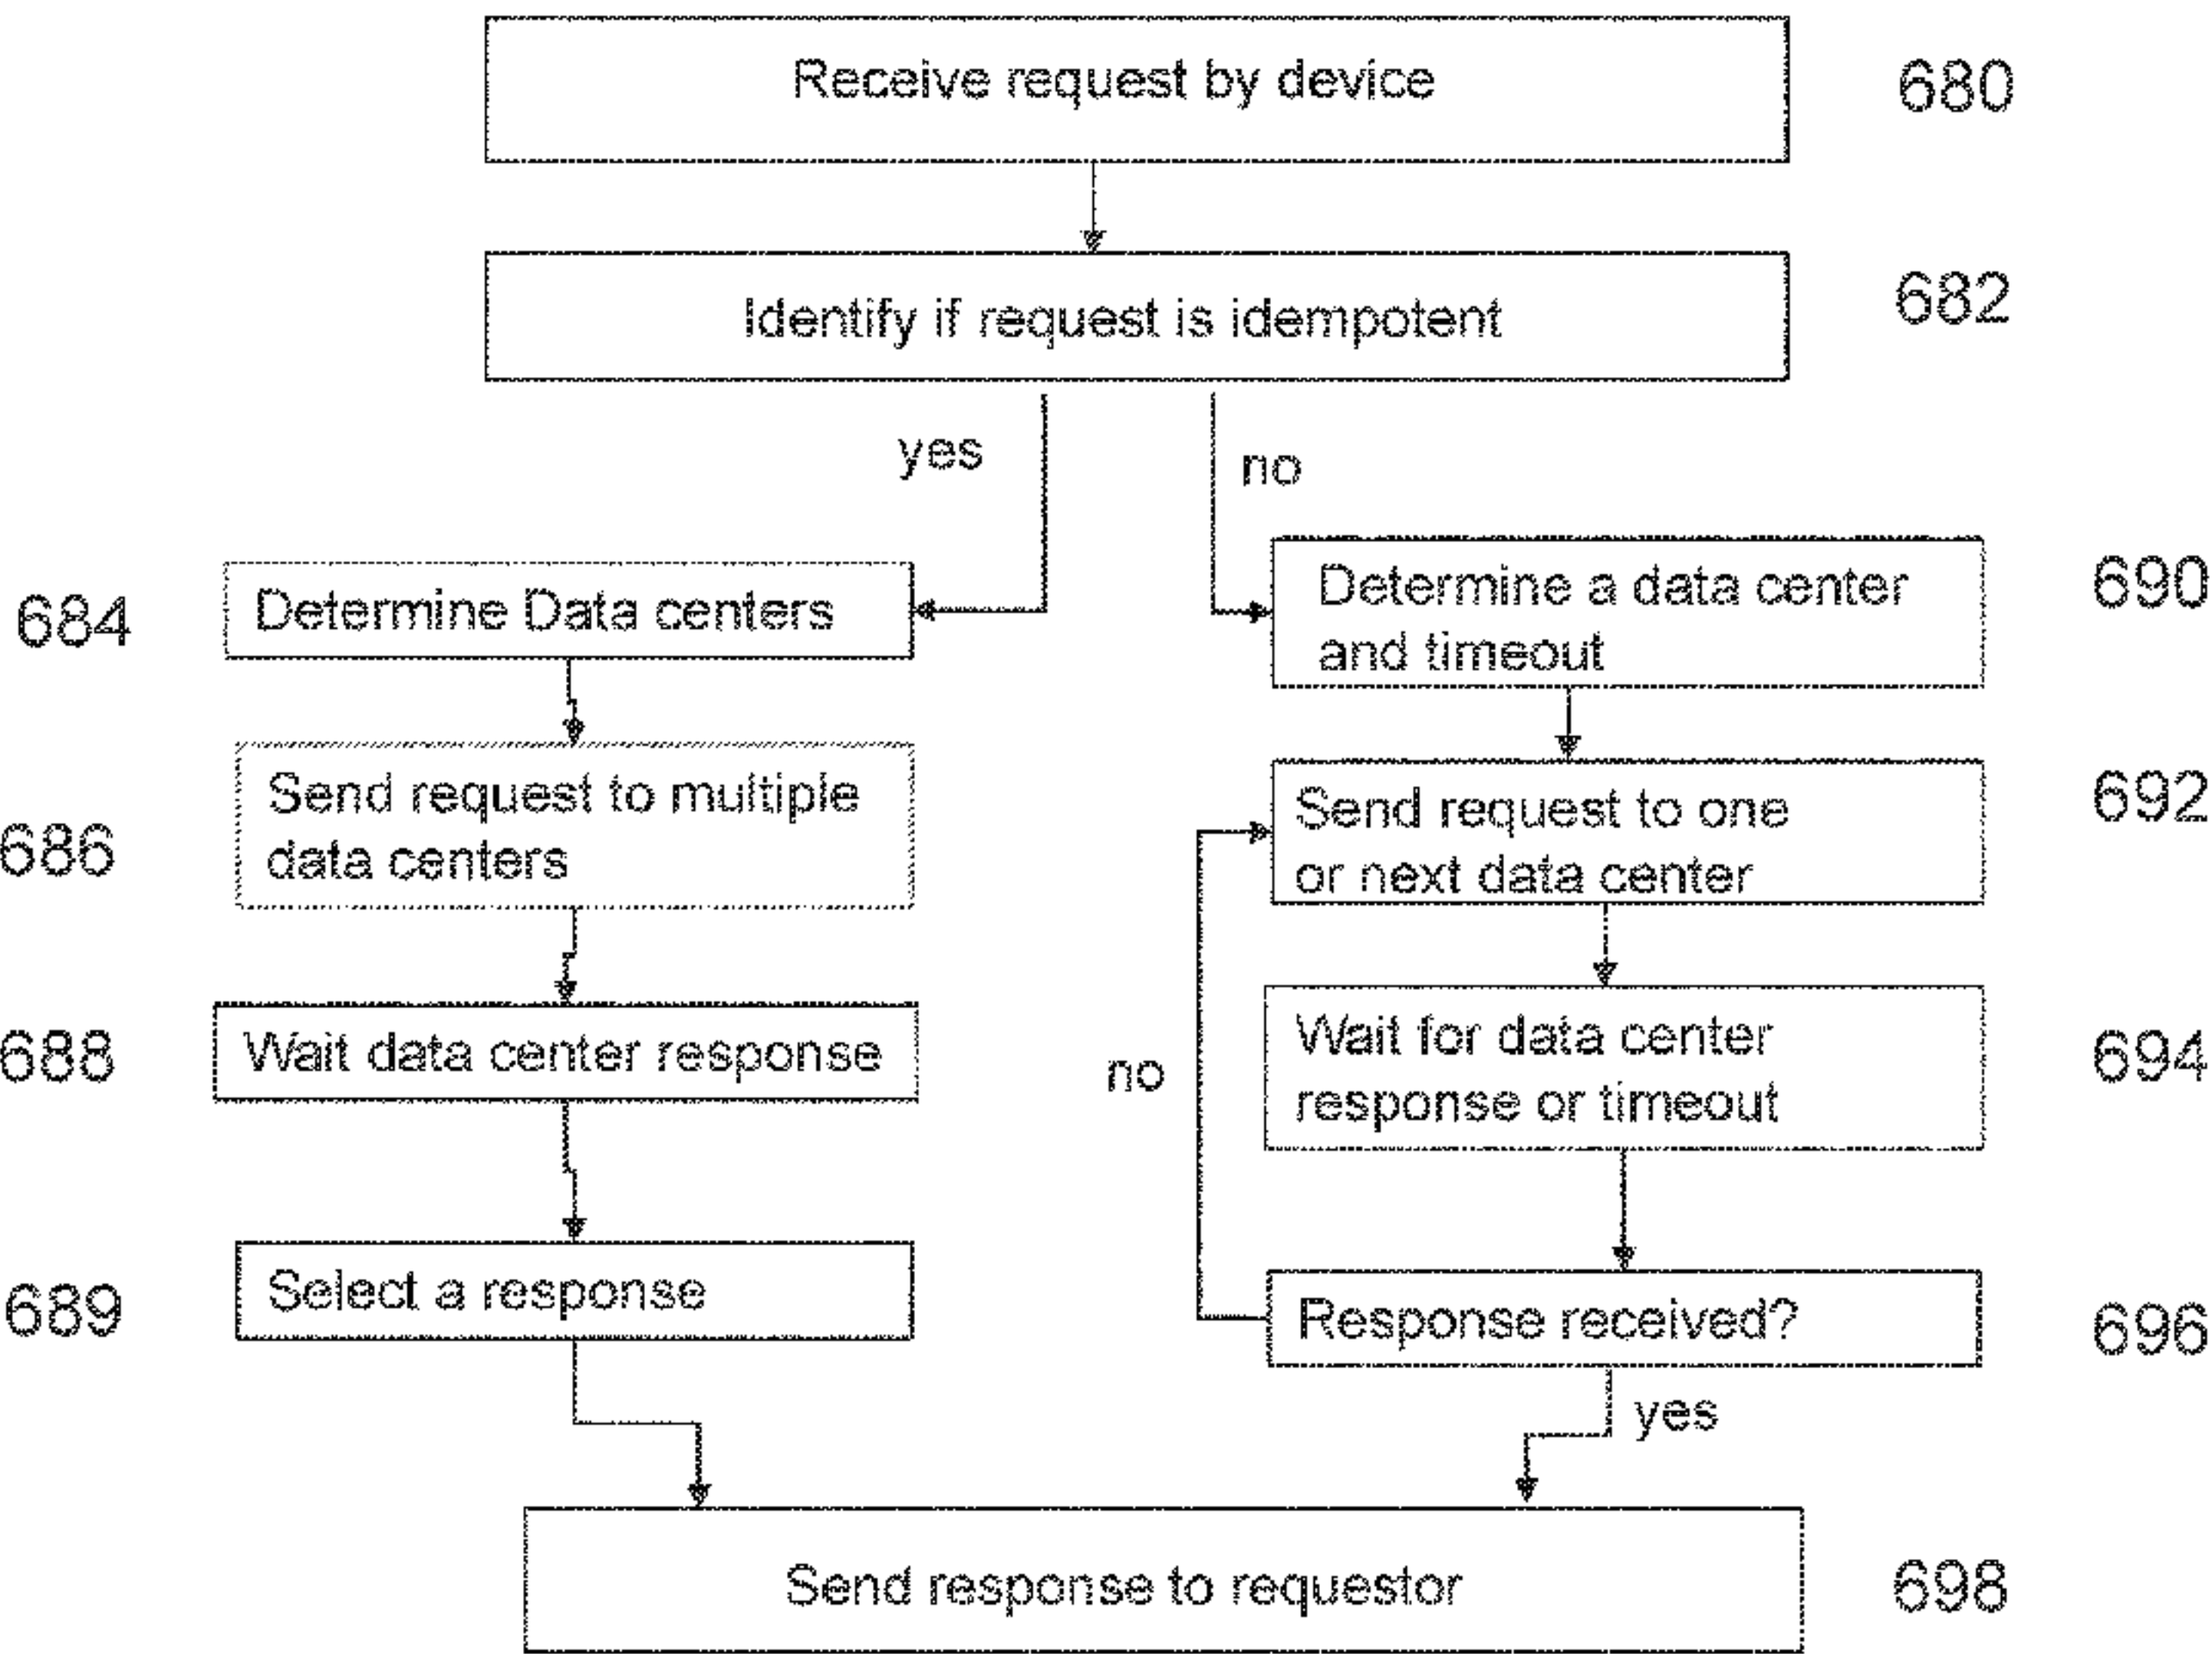 Receive request by device
680
Identify if request is idempotent
682
yes
no
684
Determine Data centers
Determine a data center
and timeout
690
686
Send request to multiple
data centers
Send request to one
or next data center
692
688
Wait data center response
no
Wait for data center
response or timeout
694
689
Select a response
Response received?
696
yes
Send response to requestor
698